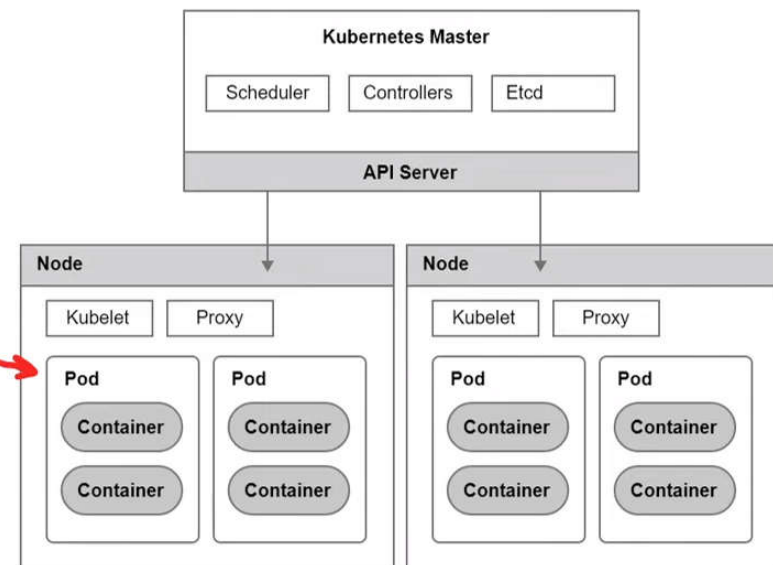 Kubernetes Master
Scheduler Controllers Etcd
API Server
Node Node
Kubelet Proxy Kubelet Proxy
Pod Pod Pod Pod
Container Container Container Container
Container Container Container Container